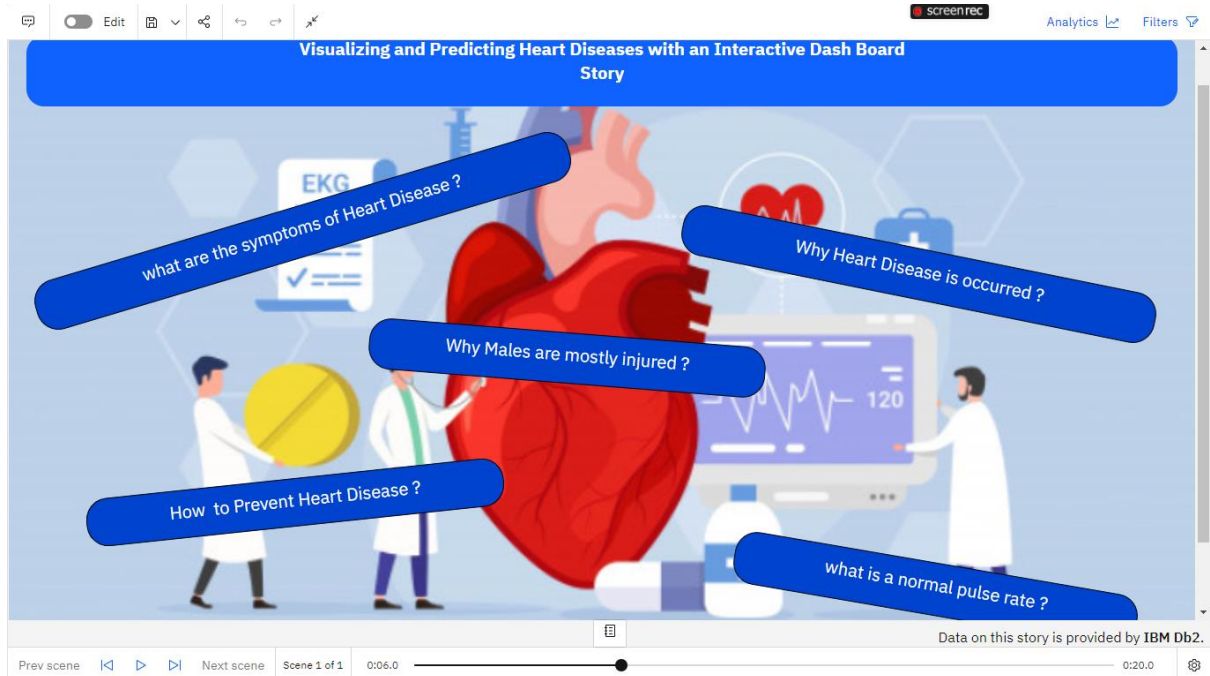 Edit
screenrec
Analytics
Filters
Visualizing and Predicting Heart Diseases with an Interactive Dash Board
Story
EKG
what are the symptoms of Heart Disease ?
Why Heart Disease is occurred ?
Why Males are mostly injured ?
120
How to Prevent Heart Disease ?
what is a normal pulse rate ?
Data on this story is provided by IBM Db2.
Prev scene
Next scene
Scene 1 of 1
0:06.0
0:20.0